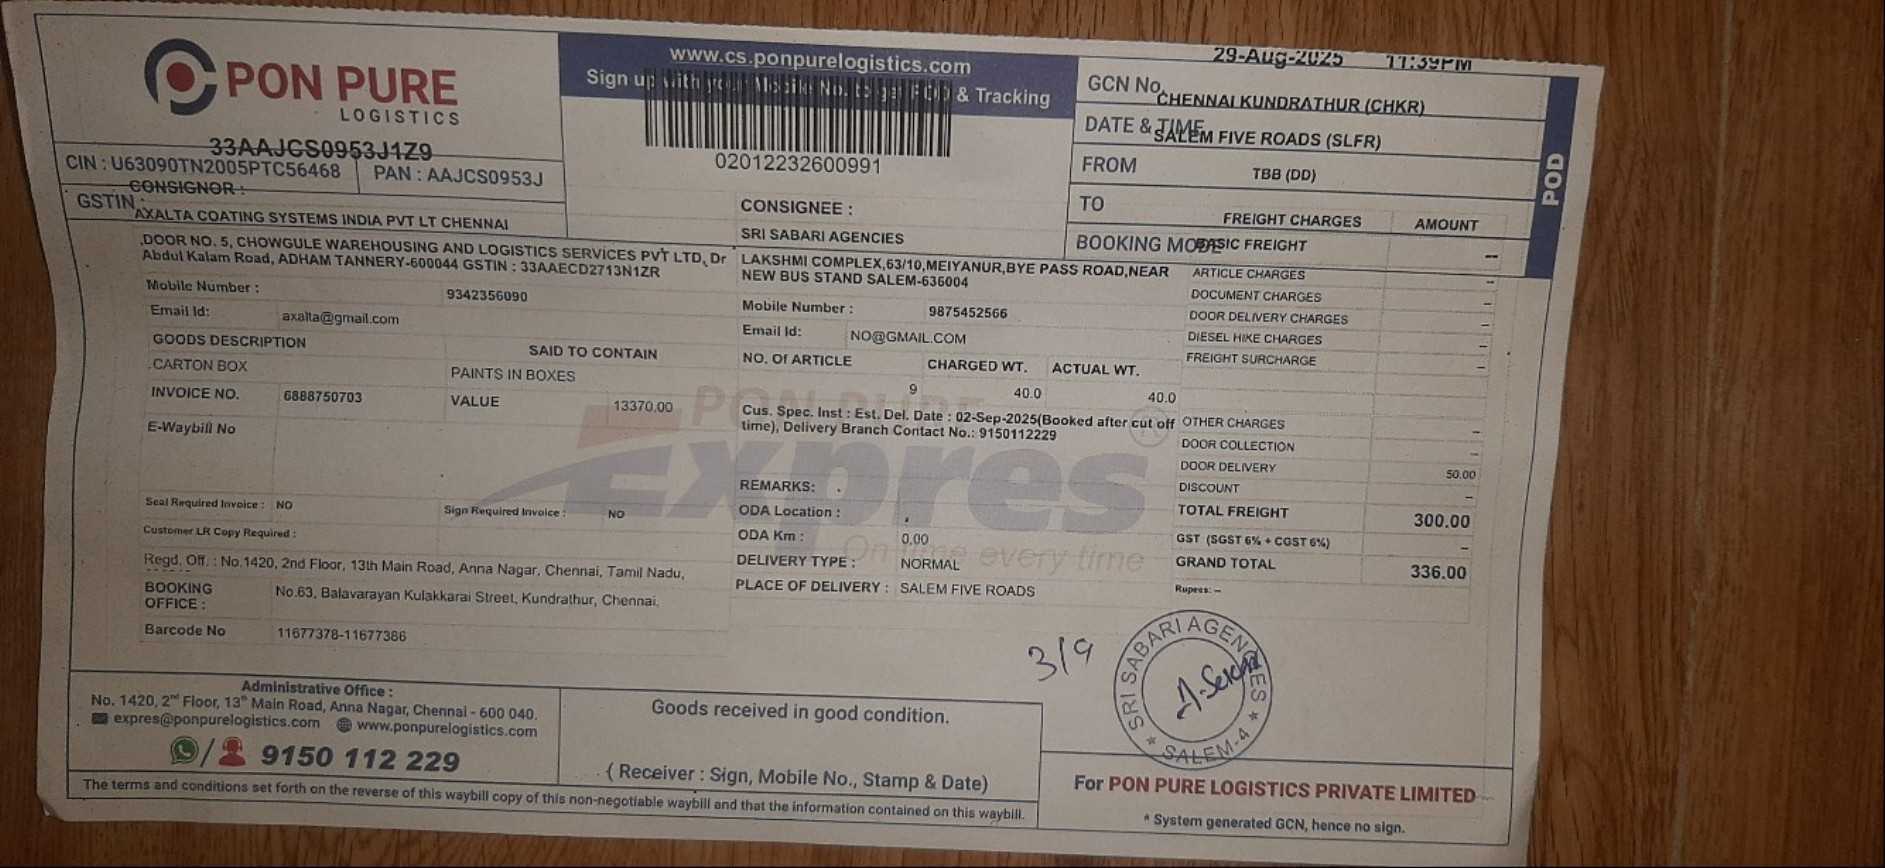 PON PURE
LOGISTICS
33AAJCS0953J1Z9
CIN : U63090TN2005PTC56468 PAN : AAJCS0953J
CONSIGNOR :
GSTIN :
AXALTA COATING SYSTEMS INDIA PVT LT CHENNAI
,DOOR NO. 5, CHOWGULE WAREHOUSING AND LOGISTICS SERVICES PVT LTD, Dr
Abdul Kalam Road, ADHAM TANNERY-600044 GSTIN : 33AAECD2713N1ZR
Mobile Number : 9342356090
Email Id: axalta@gmail.com
GOODS DESCRIPTION SAID TO CONTAIN
CARTON BOX PAINTS IN BOXES
INVOICE NO. 6888750703 VALUE 13370.00
E-Waybill No
Seal Required Invoice : NO Sign Required Invoice : NO
Customer LR Copy Required :
Regd. Off. : No.1420, 2nd Floor, 13th Main Road, Anna Nagar, Chennai, Tamil Nadu,
BOOKING OFFICE : No.63, Balavarayan Kulakkarai Street, Kundrathur, Chennai.
Barcode No 11677378-11677386
www.cs.ponpurelogistics.com
Sign up with your Mobile No. to get POD & Tracking
02012232600991
CONSIGNEE :
SRI SABARI AGENCIES
LAKSHMI COMPLEX,63/10,MEIYANUR,BYE PASS ROAD,NEAR
NEW BUS STAND SALEM-636004
Mobile Number : 9875452566
Email Id: NO@GMAIL.COM
NO. Of ARTICLE CHARGED WT. ACTUAL WT.
9 40.0 40.0
Cus. Spec. Inst : Est. Del. Date : 02-Sep-2025(Booked after cut off
time), Delivery Branch Contact No.: 9150112229
PON PURE
Expres ®
On time every time
REMARKS: .
ODA Location : ,
ODA Km : 0.00
DELIVERY TYPE : NORMAL
PLACE OF DELIVERY : SALEM FIVE ROADS
29-Aug-2025 11:39PM
GCN No.
CHENNAI KUNDRATHUR (CHKR)
DATE & TIME
SALEM FIVE ROADS (SLFR)
FROM
TBB (DD)
TO
FREIGHT CHARGES AMOUNT
BOOKING MODE
BASIC FREIGHT --
ARTICLE CHARGES --
DOCUMENT CHARGES --
DOOR DELIVERY CHARGES --
DIESEL HIKE CHARGES --
FREIGHT SURCHARGE --
OTHER CHARGES --
DOOR COLLECTION --
DOOR DELIVERY 50.00
DISCOUNT --
TOTAL FREIGHT 300.00
GST (SGST 6% + CGST 6%) --
GRAND TOTAL 336.00
Rupees: --
POD
3/9
SRI SABARI AGENCIES
★ SALEM-4 ★
Administrative Office :
No. 1420, 2nd Floor, 13th Main Road, Anna Nagar, Chennai - 600 040.
expres@ponpurelogistics.com www.ponpurelogistics.com
/ 9150 112 229
Goods received in good condition.
( Receiver : Sign, Mobile No., Stamp & Date)
The terms and conditions set forth on the reverse of this waybill copy of this non-negotiable waybill and that the information contained on this waybill.
For PON PURE LOGISTICS PRIVATE LIMITED
* System generated GCN, hence no sign.